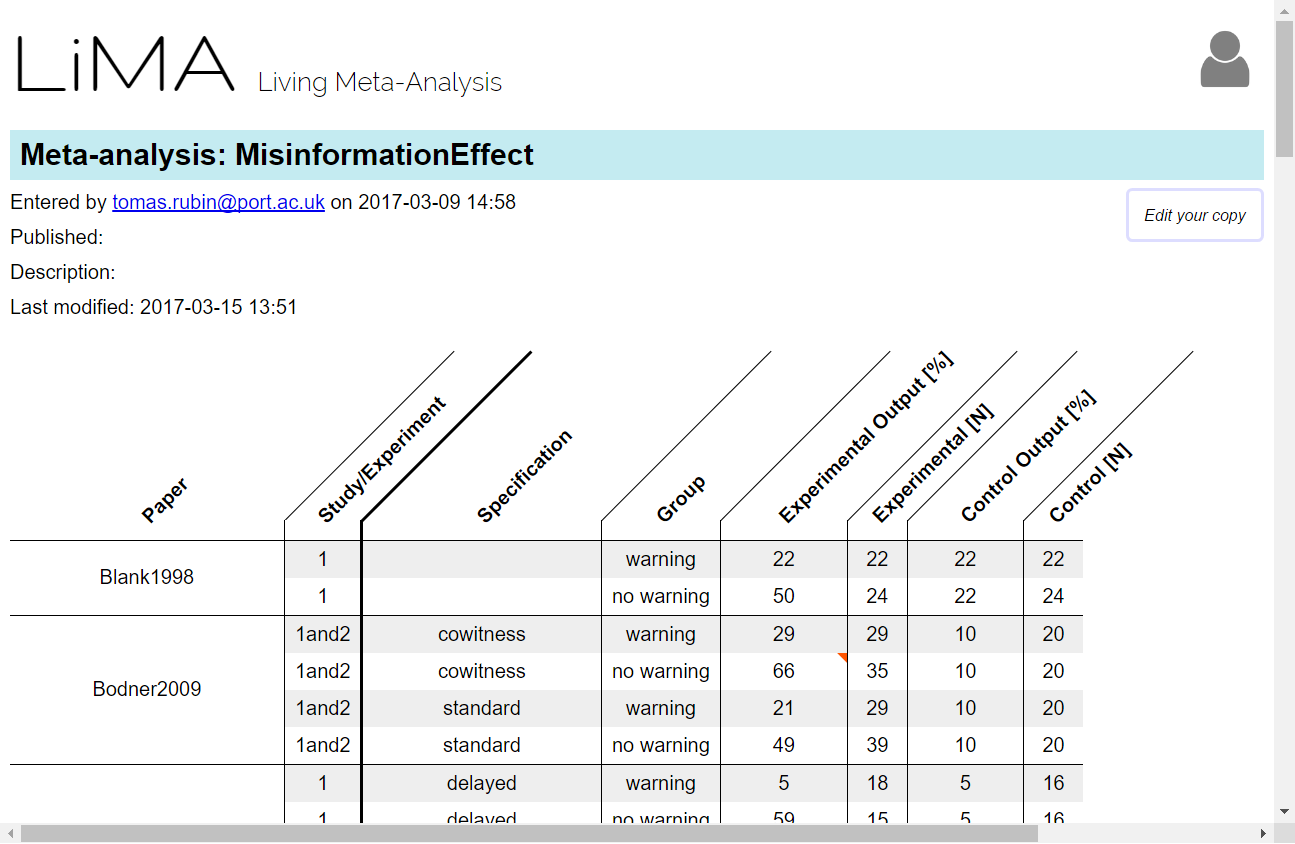 LiMA Living Meta-Analysis
Meta-analysis: MisinformationEffect
Entered by tomas.rubin@port.ac.uk on 2017-03-09 14:58
Edit your copy
Published:
Description:
Last modified: 2017-03-15 13:51
Paper Study/Experiment Specification Group Experimental Output [%] Experimental [N] Control Output [%] Control [N]
Blank1998 1 warning 22 22 22 22
1 no warning 50 24 22 24
Bodner2009 1and2 cowitness warning 29 29 10 20
1and2 cowitness no warning 66 35 10 20
1and2 standard warning 21 29 10 20
1and2 standard no warning 49 39 10 20
1 delayed warning 5 18 5 16
1 delayed no warning 59 15 5 16